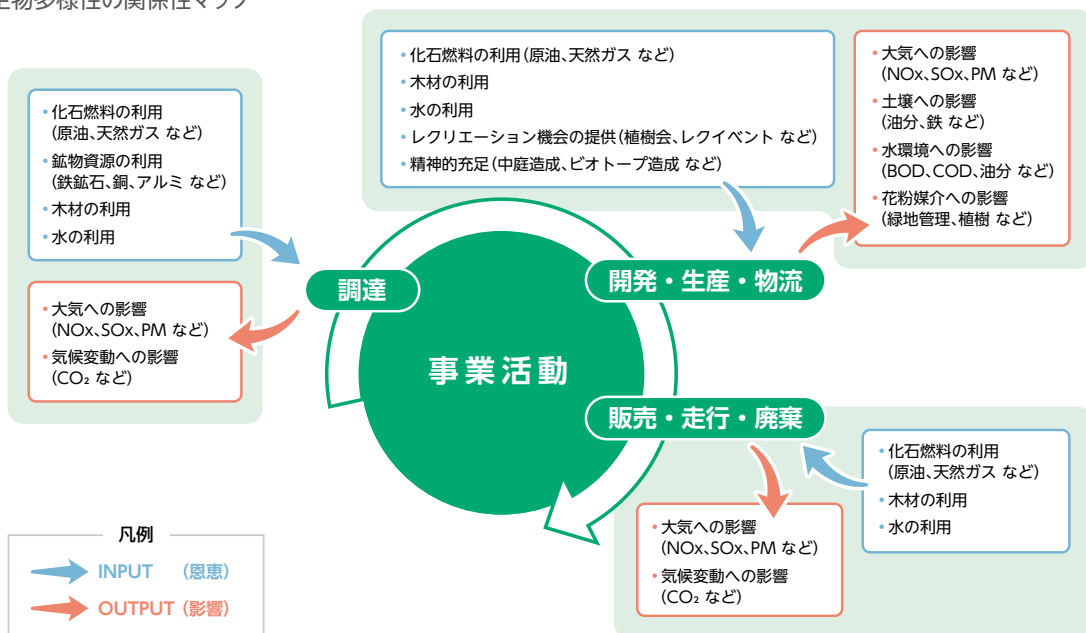 生物多様性の関係性マップ
・化石燃料の利用
(原油、天然ガス など)
・鉱物資源の利用
(鉄鉱石、銅、アルミ など)
・木材の利用
・水の利用
・大気への影響
(NOx、SOx、PM など)
・気候変動への影響
(CO₂ など)
調達
・化石燃料の利用(原油、天然ガス など)
・木材の利用
・水の利用
・レクリエーション機会の提供(植樹会、レクイベント など)
・精神的充足(中庭造成、ビオトープ造成 など)
・大気への影響
(NOx、SOx、PM など)
・土壌への影響
(油分、鉄 など)
・水環境への影響
(BOD、COD、油分 など)
・花粉媒介への影響
(緑地管理、植樹 など)
開発・生産・物流
事業活動
販売・走行・廃棄
・化石燃料の利用
(原油、天然ガス など)
・木材の利用
・水の利用
・大気への影響
(NOx、SOx、PM など)
・気候変動への影響
(CO₂ など)
凡例
INPUT (恩恵)
OUTPUT (影響)